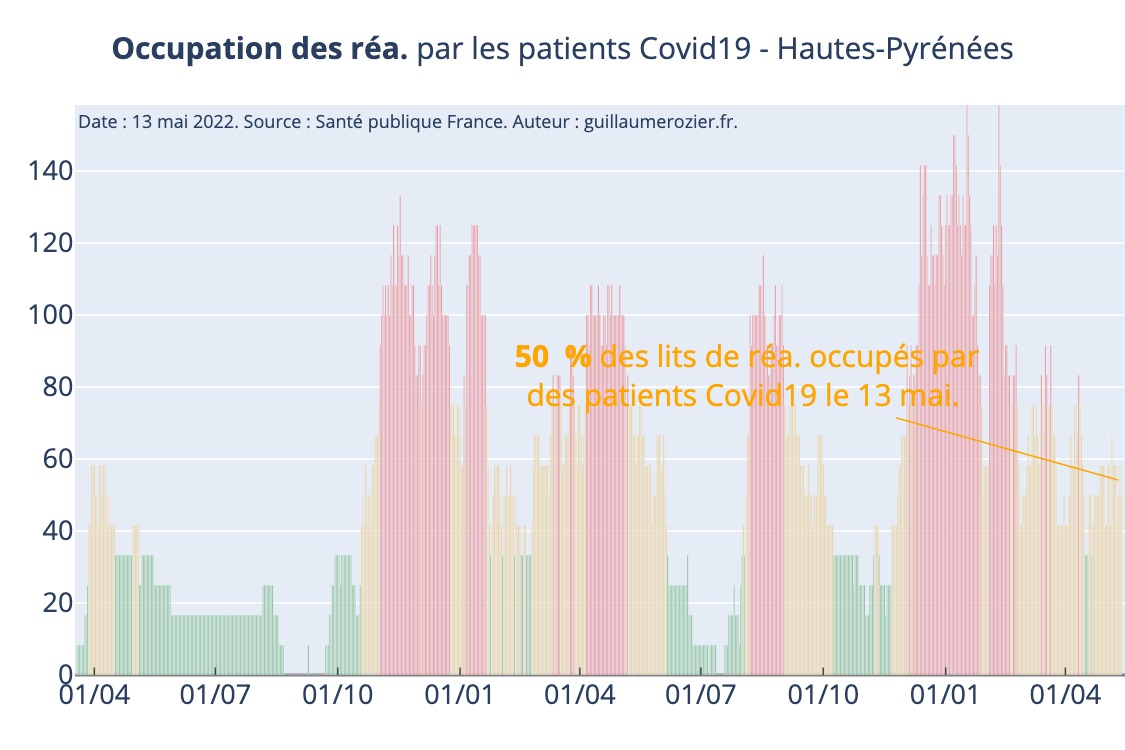 Occupation des réa. par les patients Covid19 - Hautes-Pyrénées
Date : 13 mai 2022. Source : Santé publique France. Auteur : guillaumerozier.fr.
140
120
100
80
60
40
20
0
50 % des lits de réa. occupés par
des patients Covid19 le 13 mai.
01/04 01/07 01/10 01/01 01/04 01/07 01/10 01/01 01/04